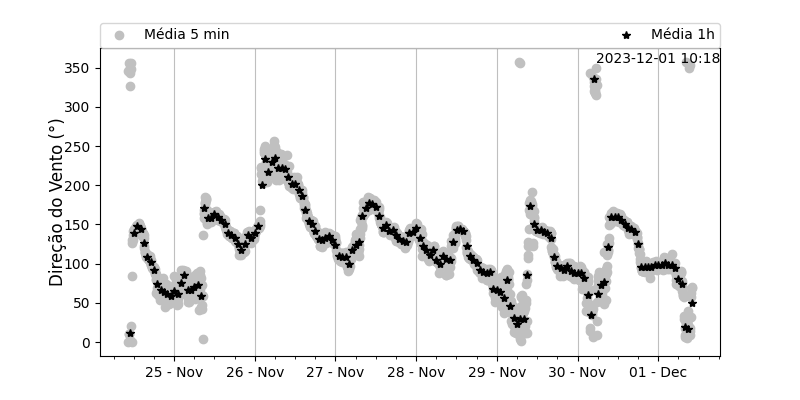 Média 5 min
Média 1h
2023-12-01 10:18
Direção do Vento (°)
350
300
250
200
150
100
50
0
25 - Nov
26 - Nov
27 - Nov
28 - Nov
29 - Nov
30 - Nov
01 - Dec